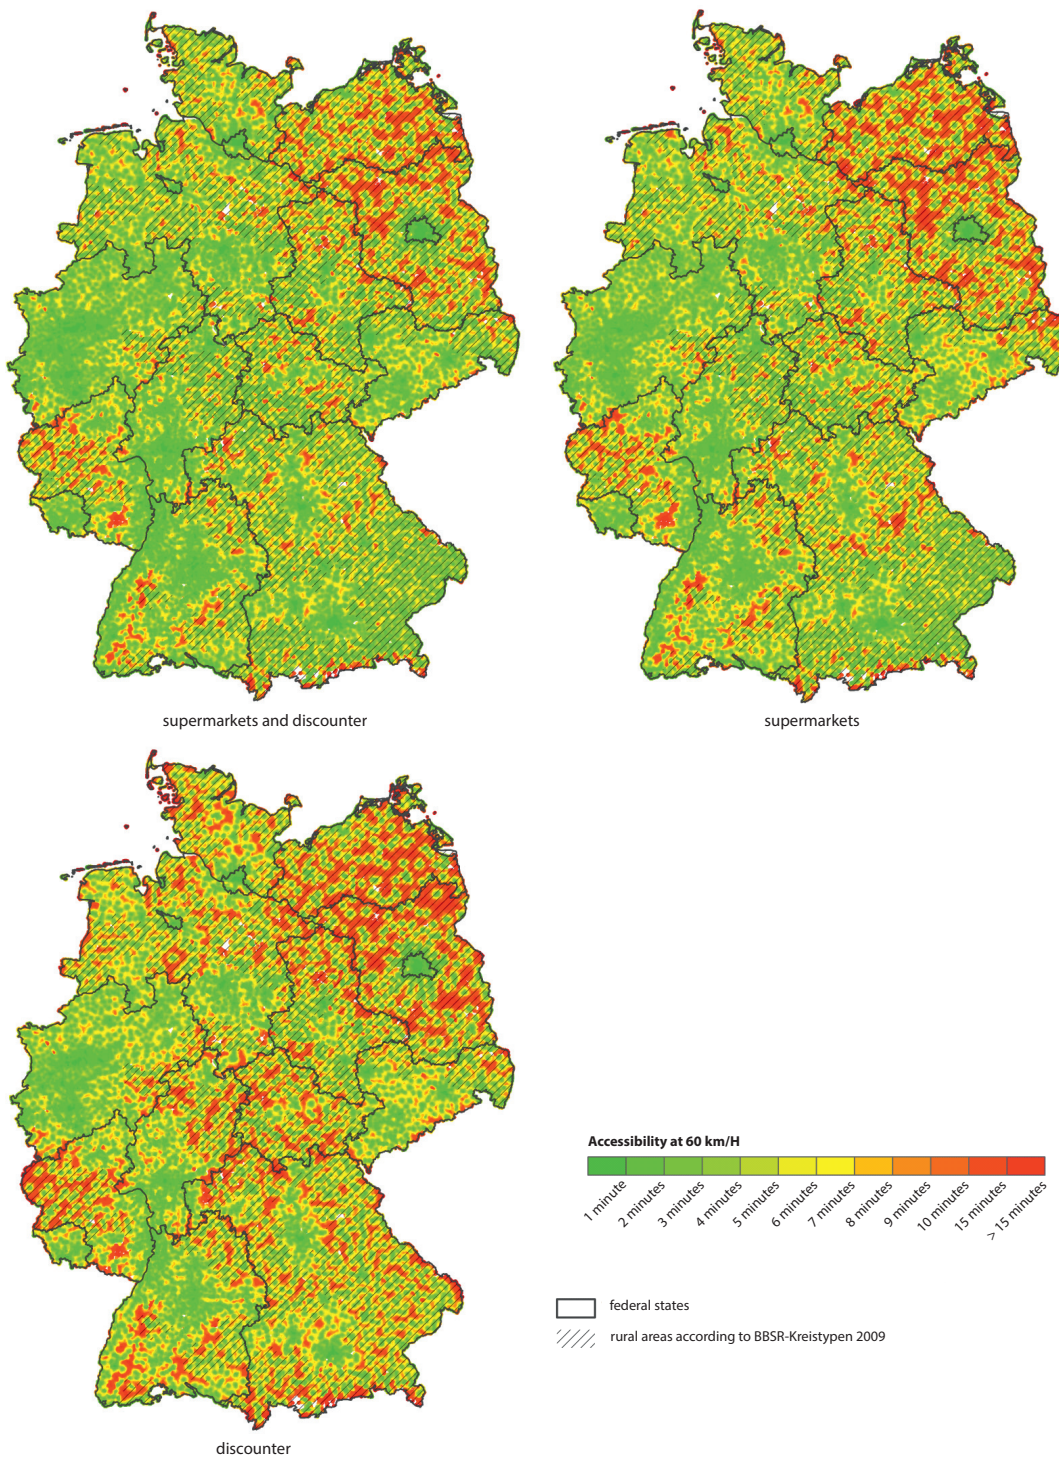 supermarkets and discounter
supermarkets
discounter
Accessibility at 60 km/H
1 minute
2 minutes
3 minutes
4 minutes
5 minutes
6 minutes
7 minutes
8 minutes
9 minutes
10 minutes
15 minutes
> 15 minutes
federal states
rural areas according to BBSR-Kreistypen 2009